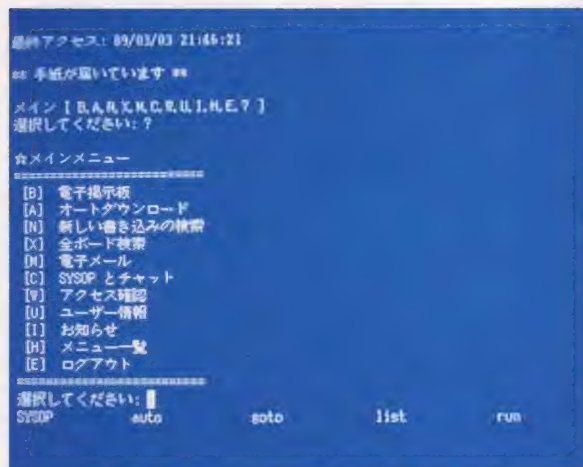 最終アクセス: 89/03/03 21:46:21
** 手紙が届いています **
メイン [ B,A,N,X,M,C,W,U,I,H,E,? ]
選択してください: ?
☆メインメニュー
==========================
[B] 電子掲示板
[A] オートダウンロード
[N] 新しい書き込みの検索
[X] 全ボード検索
[M] 電子メール
[C] SYSOP とチャット
[W] アクセス確認
[U] ユーザー情報
[I] お知らせ
[H] メニュー一覧
[E] ログアウト
==========================
選択してください:
SYSOP auto goto list run